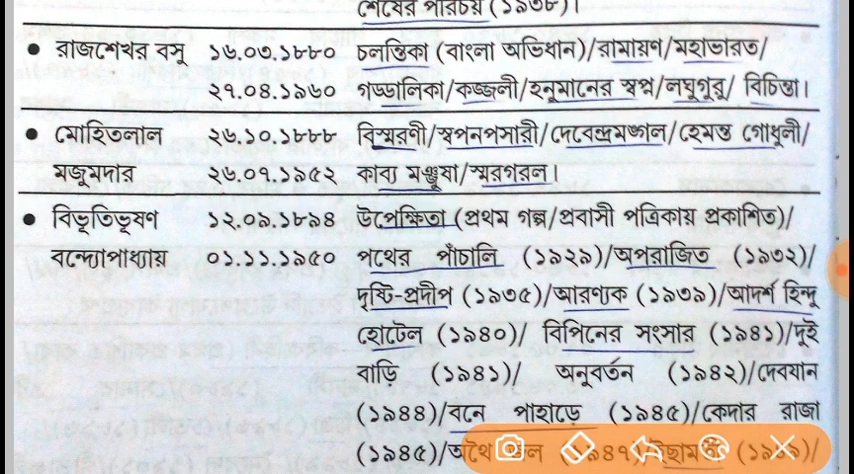 শেষের পরিচয় (১৯৩৮)।
• রাজশেখর বসু ১৬.০৩.১৮৮০ চলন্তিকা (বাংলা অভিধান)/রামায়ণ/মহাভারত/
২৭.০৪.১৯৬০ গড্ডালিকা/কজ্জলী/হনুমানের স্বপ্ন/লঘুগুরু/ বিচিন্তা।
• মোহিতলাল ২৬.১০.১৮৮৮ বিস্মরণী/স্বপনপসারী/দেবেন্দ্রমঙ্গল/হেমন্ত গোধুলী/
মজুমদার ২৬.০৭.১৯৫২ কাব্য মঞ্জুষা/স্মরগরল।
• বিভূতিভূষণ ১২.০৯.১৮৯৪ উপেক্ষিতা (প্রথম গল্প/প্রবাসী পত্রিকায় প্রকাশিত)/
বন্দ্যোপাধ্যায় ০১.১১.১৯৫০ পথের পাঁচালি (১৯২৯)/অপরাজিত (১৯৩২)/
দৃষ্টি-প্রদীপ (১৯৩৫)/আরণ্যক (১৯৩৯)/আদর্শ হিন্দু
হোটেল (১৯৪০)/ বিপিনের সংসার (১৯৪১)/দুই
বাড়ি (১৯৪১)/ অনুবর্তন (১৯৪২)/দেবযান
(১৯৪৪)/বনে পাহাড়ে (১৯৪৫)/কেদার রাজা
(১৯৪৫)/অথৈ (১৯৪৭)/